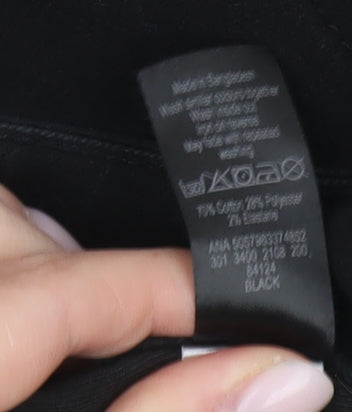 Made in Bangladesh
Wash similar colours together
Wash inside out
Iron on reverse
May fade with repeated
washing
70% Cotton 28% Polyester
2% Elastane
ANA 5057963374852
301 3400 2108 200
84124
BLACK